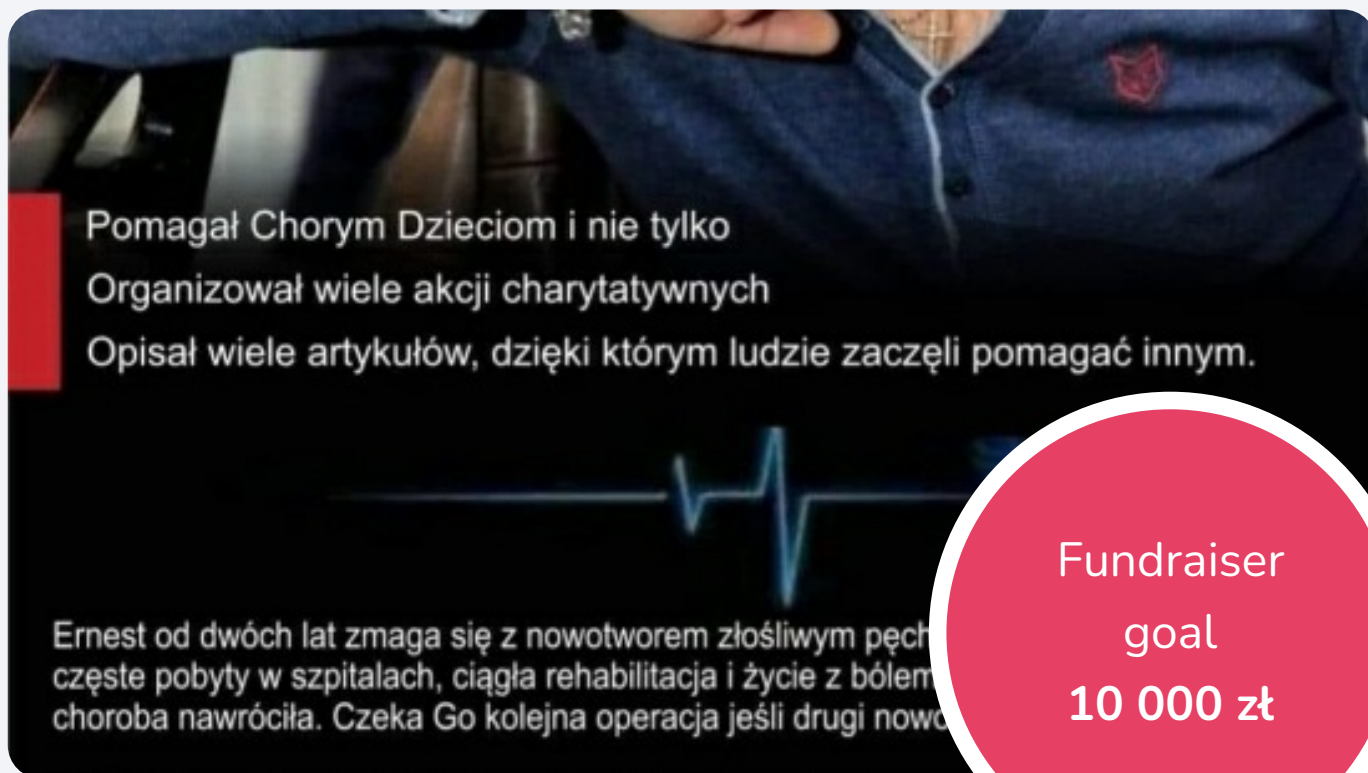 Pomagał Chorym Dzieciom i nie tylko
Organizował wiele akcji charytatywnych
Opisał wiele artykułów, dzięki którym ludzie zaczęli pomagać innym.
Ernest od dwóch lat zmaga się z nowotworem złośliwym
częste pobyty w szpitalach, ciągła rehabilitacja i życie z bólem
choroba nawróciła. Czeka Go kolejna operacja jeśli drugi
Fundraiser
goal
10 000 zł